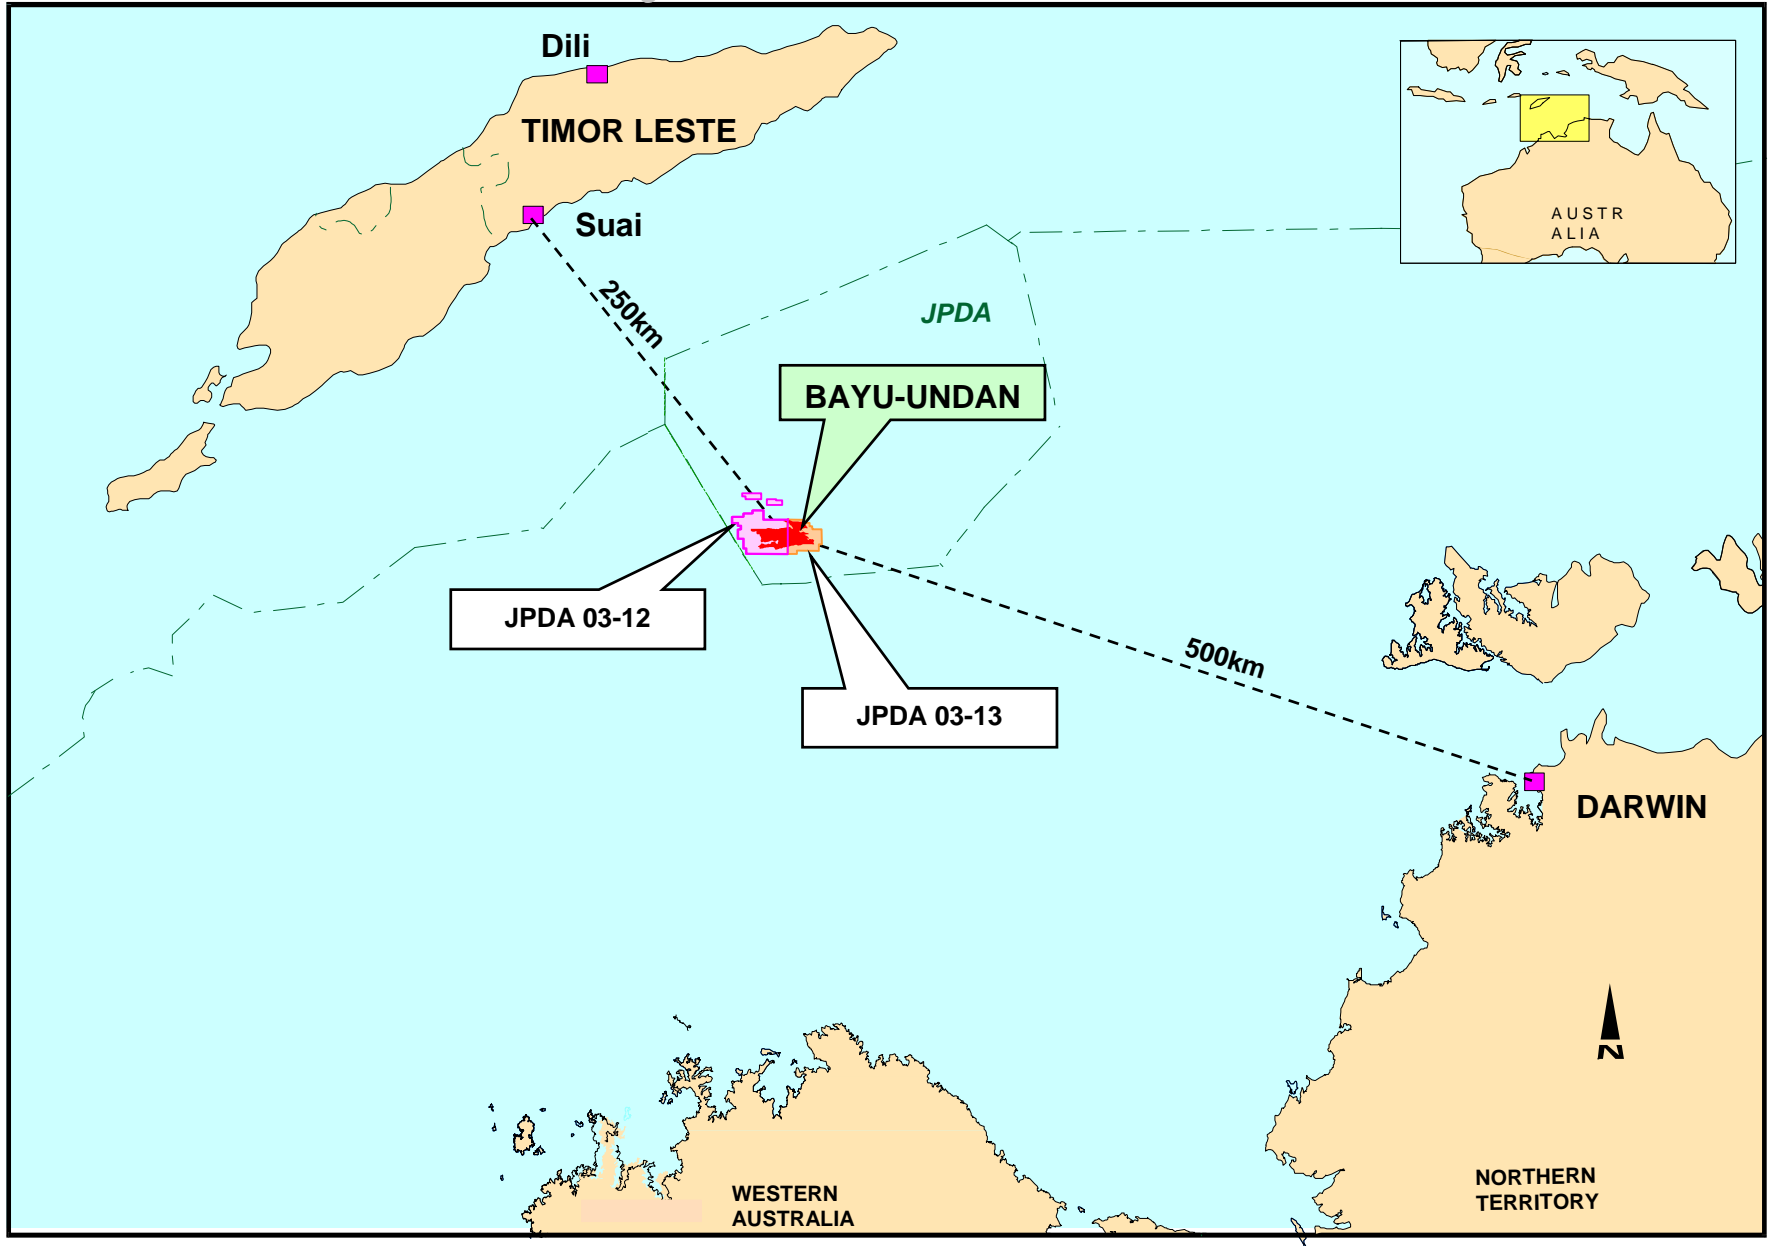 Dili
TIMOR LESTE
Suai
AUSTR
ALIA
250km
JPDA
BAYU-UNDAN
JPDA 03-12
500km
JPDA 03-13
DARWIN
N
WESTERN
AUSTRALIA
NORTHERN
TERRITORY